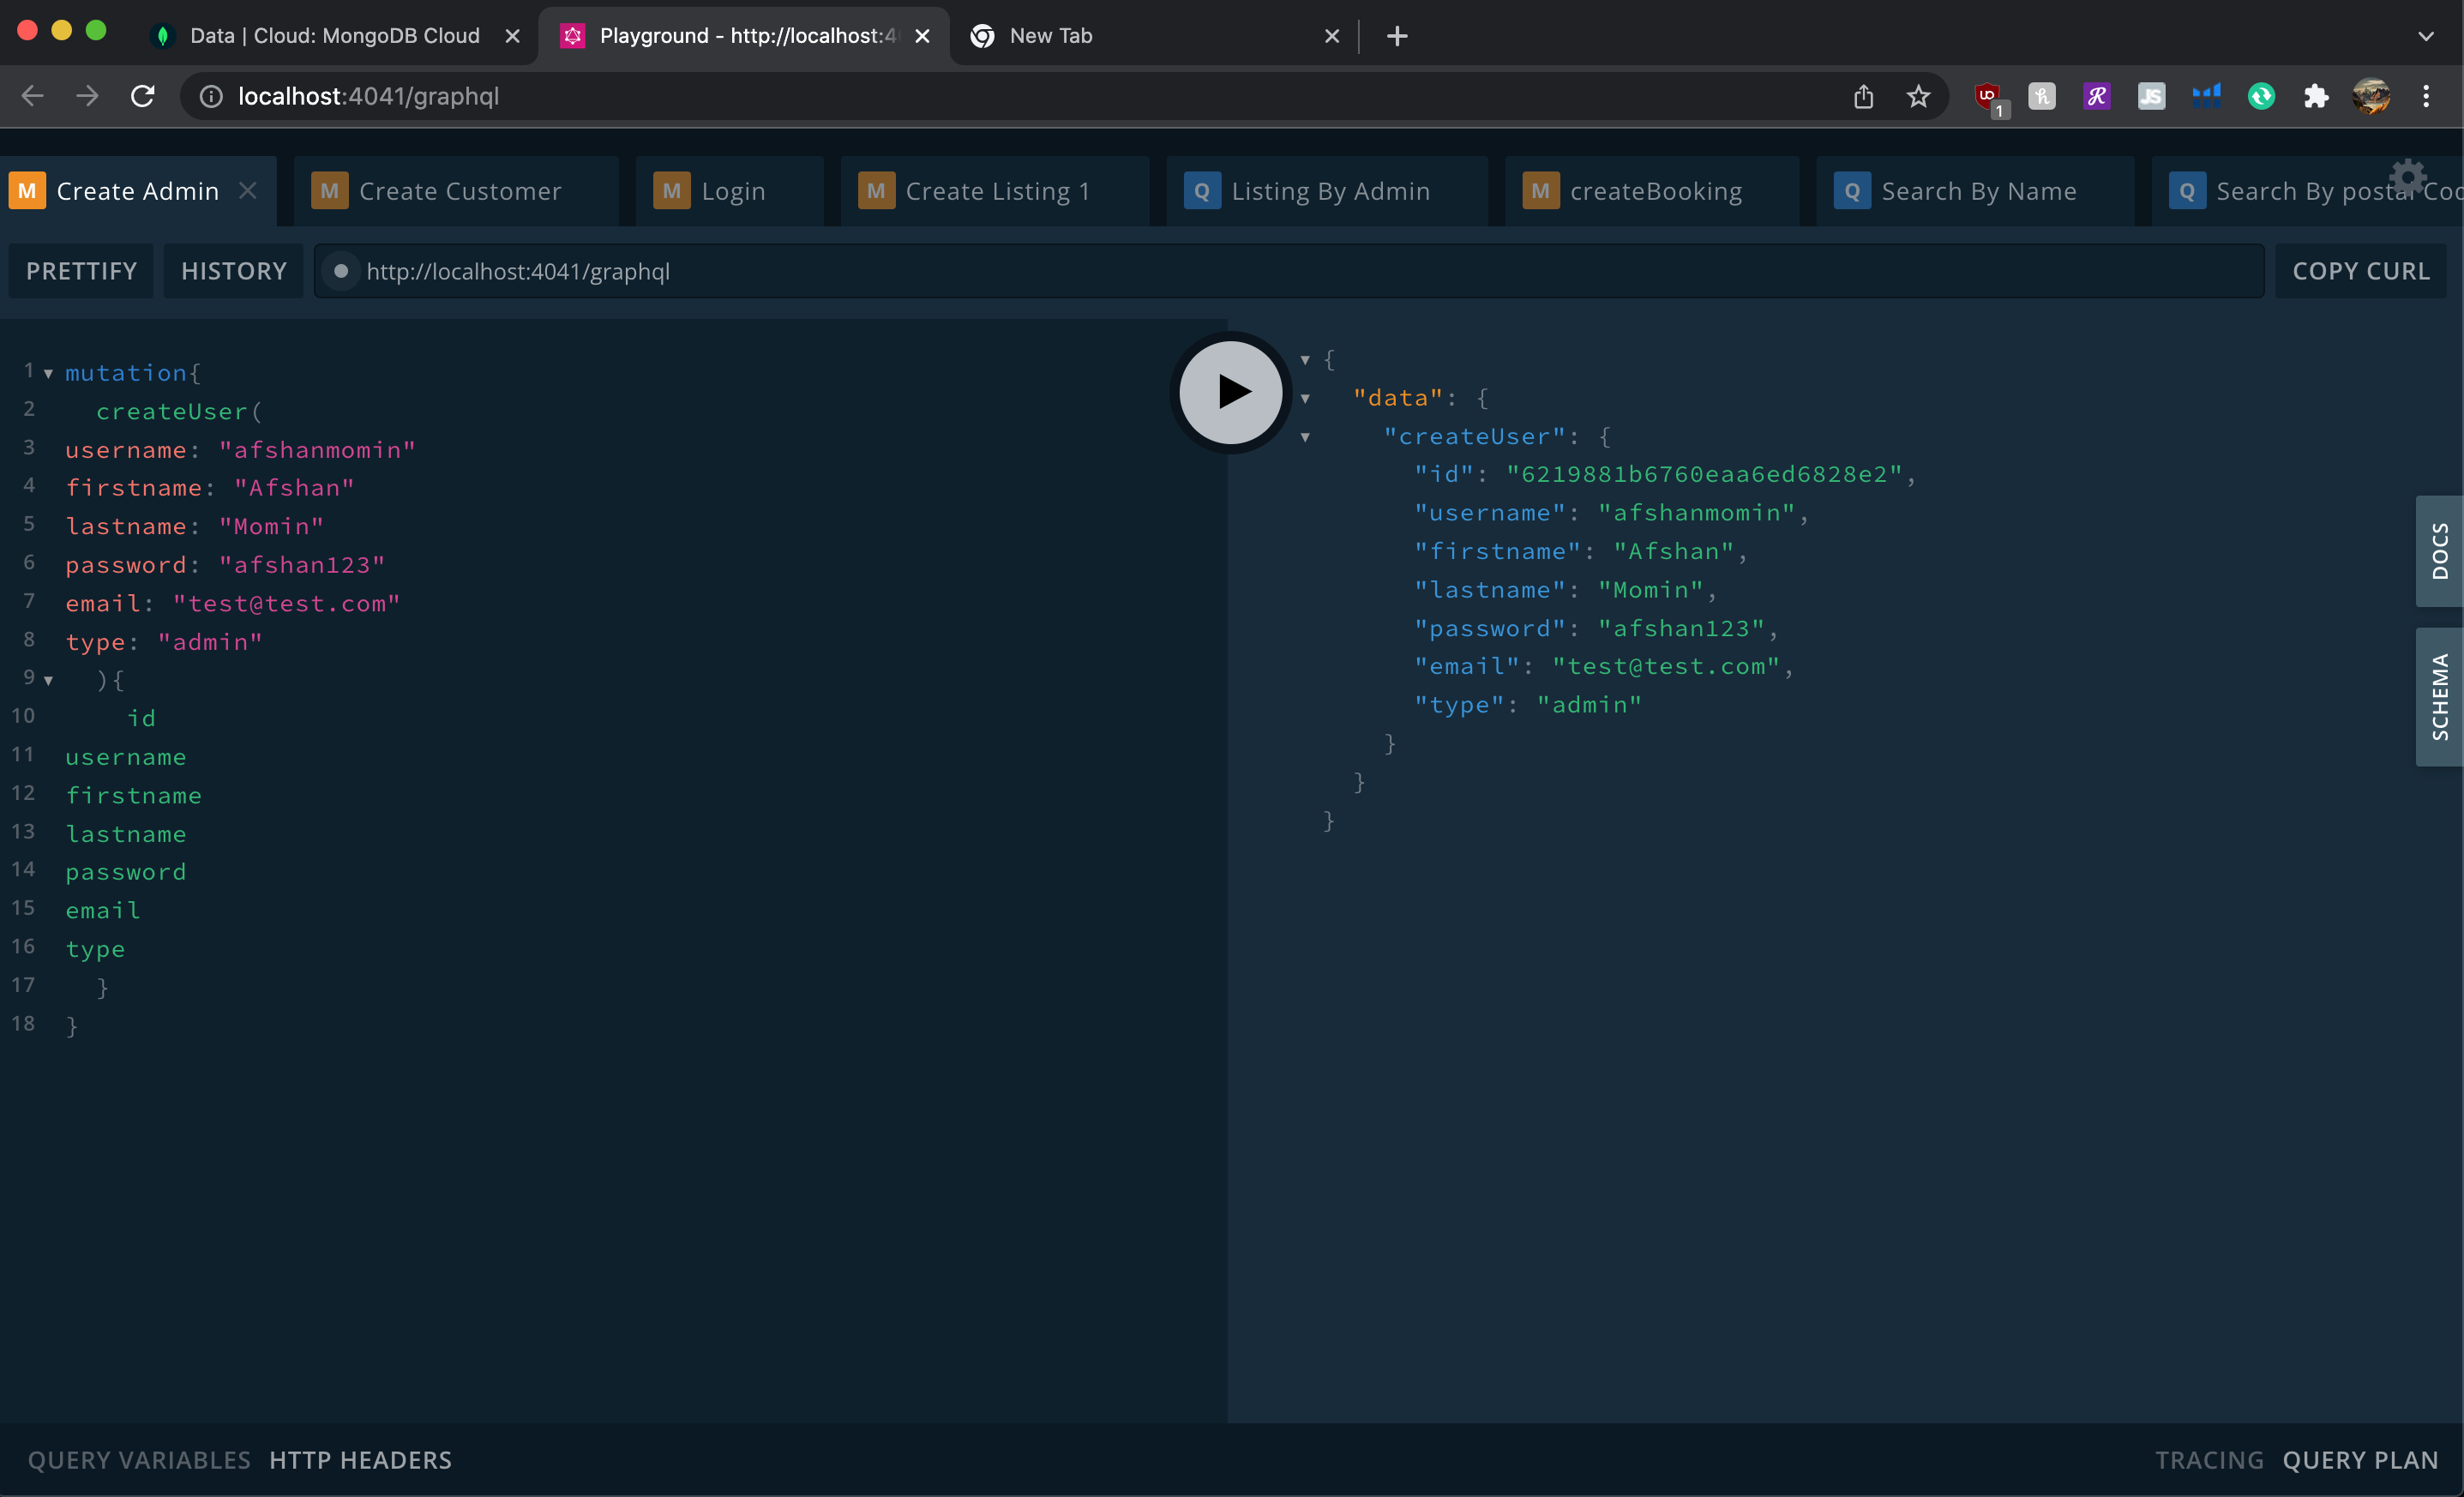 Data | Cloud: MongoDB Cloud Playground - http://localhost:4 New Tab
localhost:4041/graphql
1
M Create Admin M Create Customer M Login M Create Listing 1 Q Listing By Admin M createBooking Q Search By Name Q Search By postal Cod
PRETTIFY HISTORY http://localhost:4041/graphql COPY CURL
1 mutation{
2 createUser(
3 username: "afshanmomin"
4 firstname: "Afshan"
5 lastname: "Momin"
6 password: "afshan123"
7 email: "test@test.com"
8 type: "admin"
9 ){
10 id
11 username
12 firstname
13 lastname
14 password
15 email
16 type
17 }
18 }
{
"data": {
"createUser": {
"id": "6219881b6760eaa6ed6828e2",
"username": "afshanmomin",
"firstname": "Afshan",
"lastname": "Momin",
"password": "afshan123",
"email": "test@test.com",
"type": "admin"
}
}
}
DOCS
SCHEMA
QUERY VARIABLES HTTP HEADERS TRACING QUERY PLAN